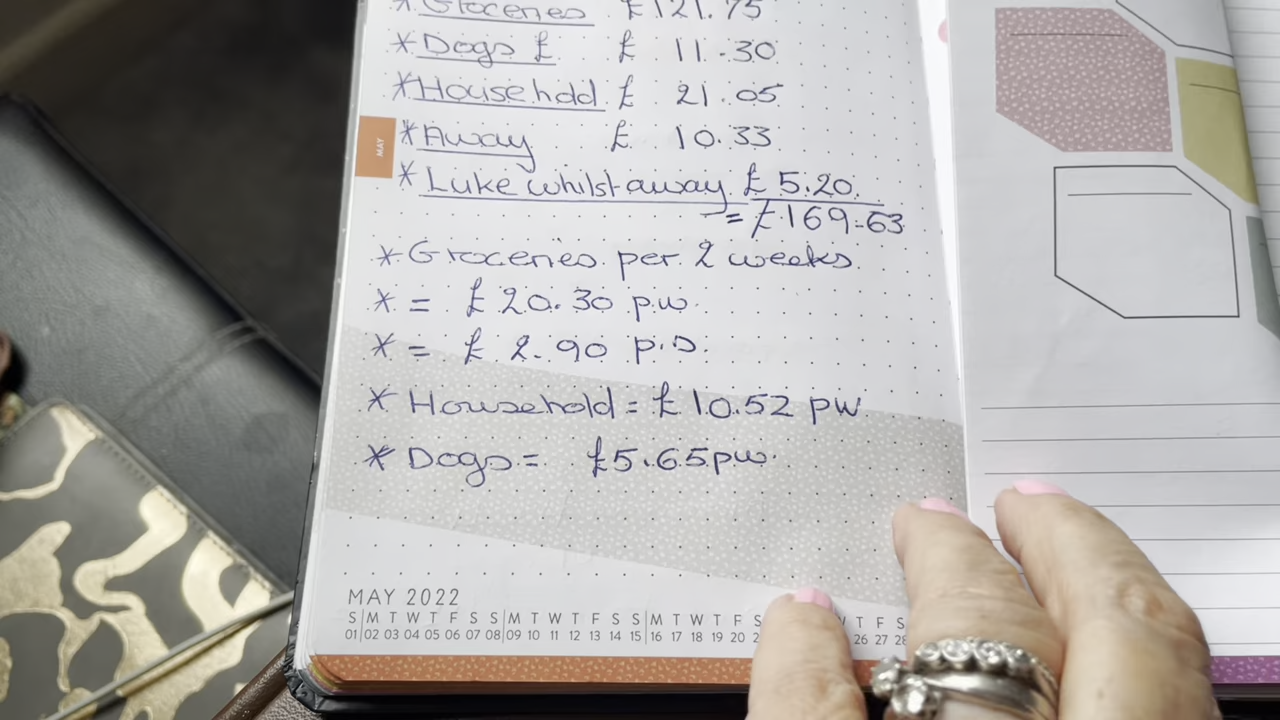 * Groceries £121.75
* Dogs £ £ 11.30
* Household £ 21.05
* Away £ 10.33
* Luke whilst away £5.20.
= £169.63
* Groceries per 2 weeks
* = £20.30 p.w.
* = £2.90 p.D.
* Household = £10.52 pw
* Dogs = £5.65pw.
MAY
MAY 2022
S M T W T F S S M T W T F S S M T W T F S W T F S
01 02 03 04 05 06 07 08 09 10 11 12 13 14 15 16 17 18 19 20 26 27 28